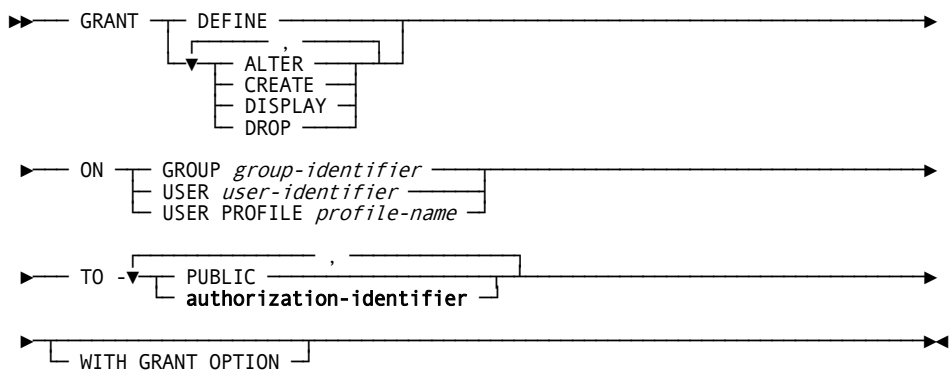 GRANT DEFINE
,
ALTER
CREATE
DISPLAY
DROP
ON GROUP group-identifier
USER user-identifier
USER PROFILE profile-name
,
TO - PUBLIC
authorization-identifier
WITH GRANT OPTION